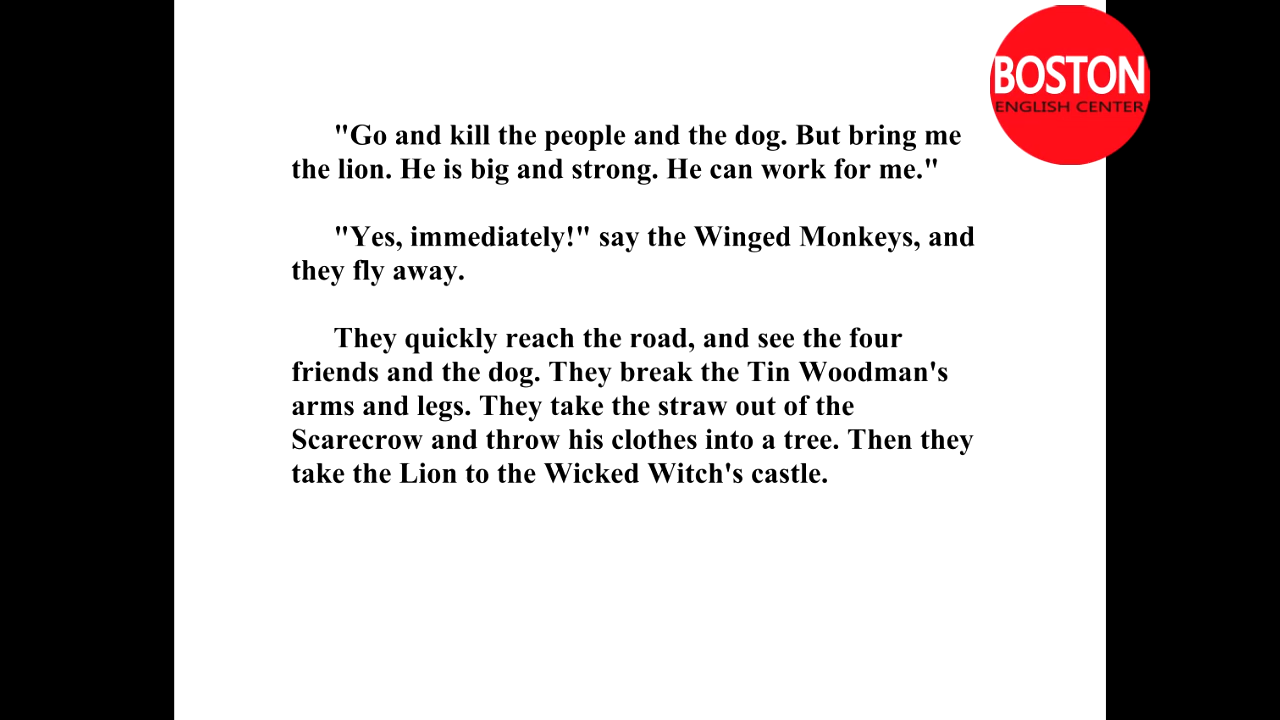 BOSTON
ENGLISH CENTER
"Go and kill the people and the dog. But bring me
the lion. He is big and strong. He can work for me."
"Yes, immediately!" say the Winged Monkeys, and
they fly away.
They quickly reach the road, and see the four
friends and the dog. They break the Tin Woodman's
arms and legs. They take the straw out of the
Scarecrow and throw his clothes into a tree. Then they
take the Lion to the Wicked Witch's castle.